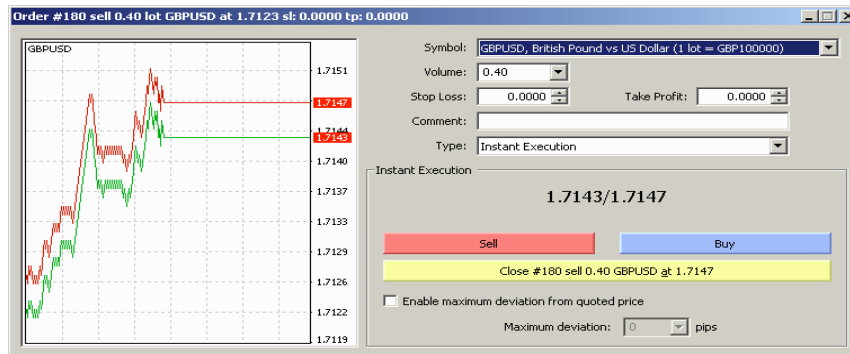 Order #180 sell 0.40 lot GBPUSD at 1.7123 sl: 0.0000 tp: 0.0000
GBPUSD
1.7151
1.7147
1.7144
1.7143
1.7140
1.7137
1.7133
1.7129
1.7126
1.7122
1.7119
Symbol: GBPUSD, British Pound vs US Dollar (1 lot = GBP100000)
Volume: 0.40
Stop Loss: 0.0000 Take Profit: 0.0000
Comment:
Type: Instant Execution
Instant Execution
1.7143/1.7147
Sell Buy
Close #180 sell 0.40 GBPUSD at 1.7147
Enable maximum deviation from quoted price
Maximum deviation: 0 pips